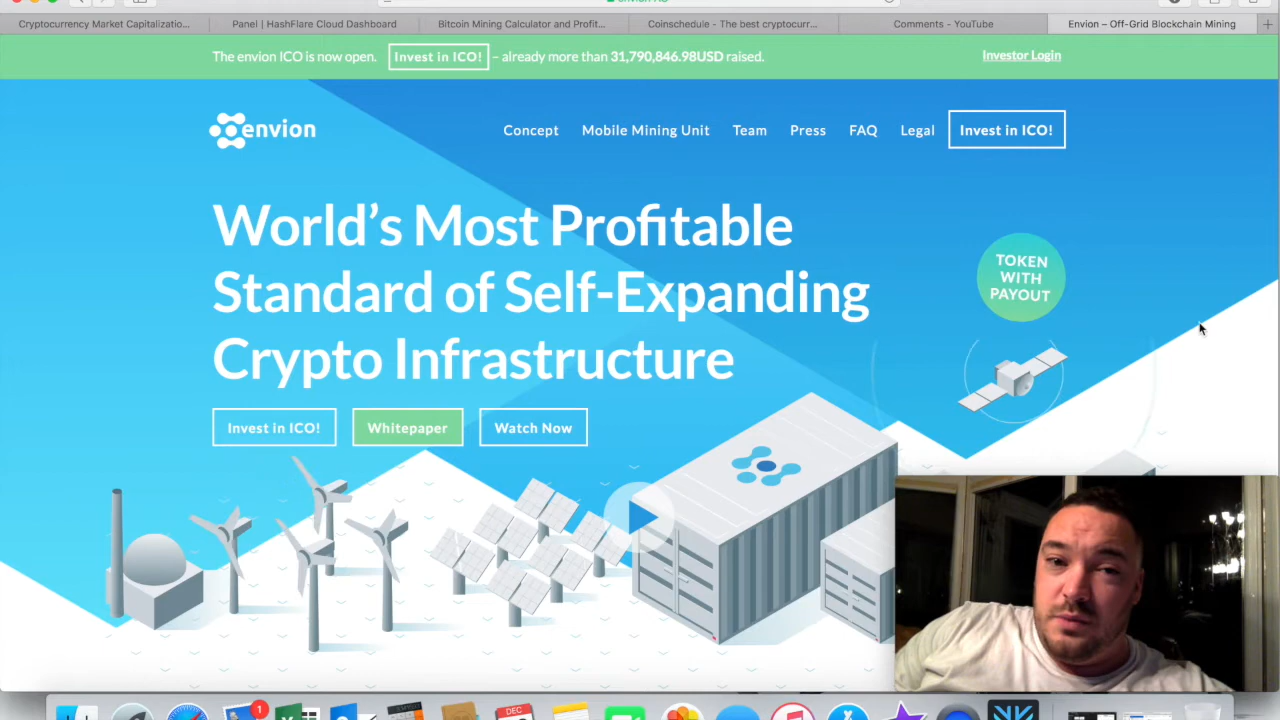 Cryptocurrency Market Capitalizatio...
Panel | HashFlare Cloud Dashboard
Bitcoin Mining Calculator and Profit...
Coinschedule - The best cryptocurr...
Comments - YouTube
Envion – Off-Grid Blockchain Mining
The envion ICO is now open.
Invest in ICO!
– already more than 31,790,846.98USD raised.
Investor Login
envion
Concept
Mobile Mining Unit
Team
Press
FAQ
Legal
Invest in ICO!
World's Most Profitable
Standard of Self-Expanding
Crypto Infrastructure
TOKEN
WITH
PAYOUT
Invest in ICO!
Whitepaper
Watch Now
1
DEC